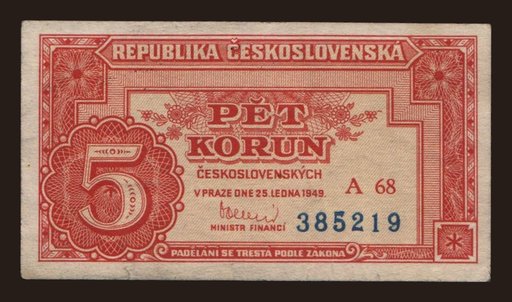 REPUBLIKA ČESKOSLOVENSKÁ
PĚT
KORUN
ČESKOSLOVENSKÝCH
V PRAZE DNE 25. LEDNA 1949.
A 68
385219
MINISTR FINANCÍ
5
PADĚLÁNÍ SE TRESTÁ PODLE ZÁKONA